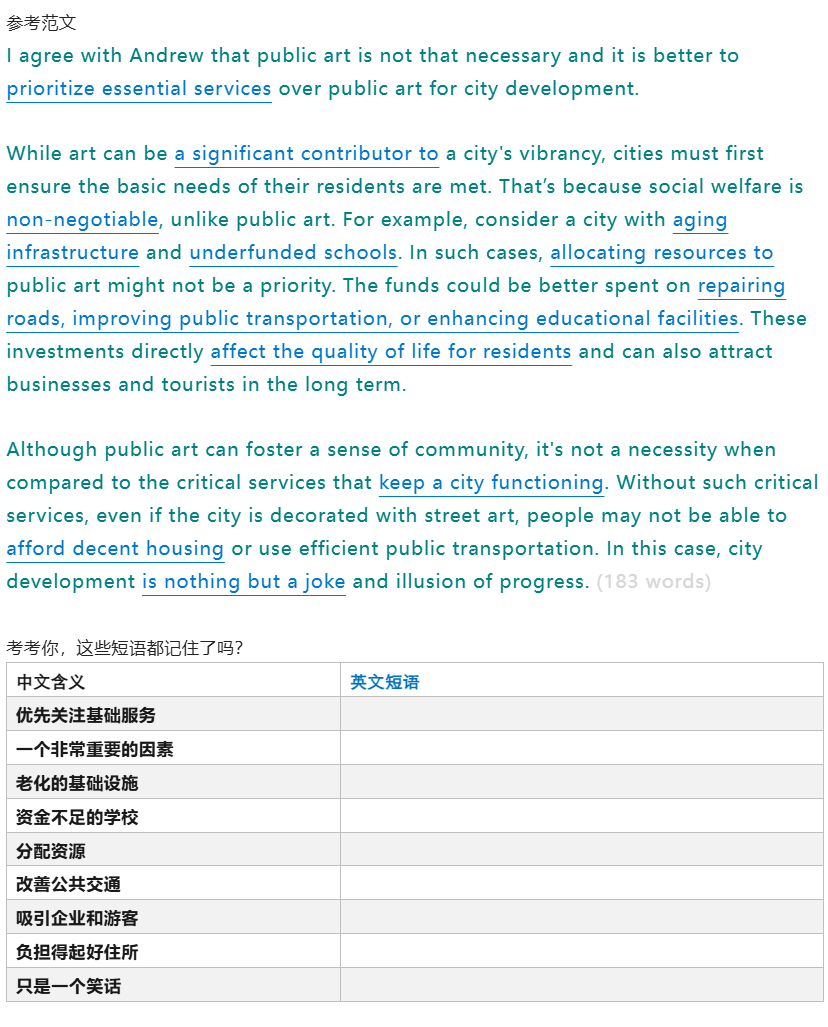 参考范文
I agree with Andrew that public art is not that necessary and it is better to
prioritize essential services over public art for city development.
While art can be a significant contributor to a city's vibrancy, cities must first
ensure the basic needs of their residents are met. That’s because social welfare is
non-negotiable, unlike public art. For example, consider a city with aging
infrastructure and underfunded schools. In such cases, allocating resources to
public art might not be a priority. The funds could be better spent on repairing
roads, improving public transportation, or enhancing educational facilities. These
investments directly affect the quality of life for residents and can also attract
businesses and tourists in the long term.
Although public art can foster a sense of community, it's not a necessity when
compared to the critical services that keep a city functioning. Without such critical
services, even if the city is decorated with street art, people may not be able to
afford decent housing or use efficient public transportation. In this case, city
development is nothing but a joke and illusion of progress. (183 words)
考考你，这些短语都记住了吗？
中文含义 英文短语
优先关注基础服务
一个非常重要的因素
老化的基础设施
资金不足的学校
分配资源
改善公共交通
吸引企业和游客
负担得起好住所
只是一个笑话